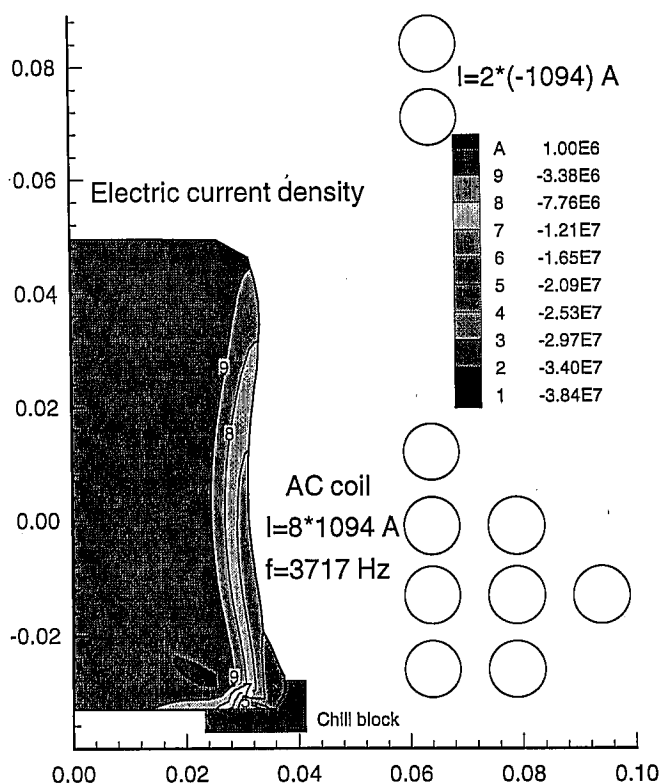 0.08
I=2*(-1094) A
A 1.00E6
0.06
9 -3.38E6
Electric current density
8 -7.76E6
7 -1.21E7
6 -1.65E7
0.04
5 -2.09E7
4 -2.53E7
3 -2.97E7
9
2 -3.40E7
1 -3.84E7
0.02
8
AC coil
0.00
I=8*1094 A
f=3717 Hz
-0.02
9
5
Chill block
0.00 0.02 0.04 0.06 0.08 0.10